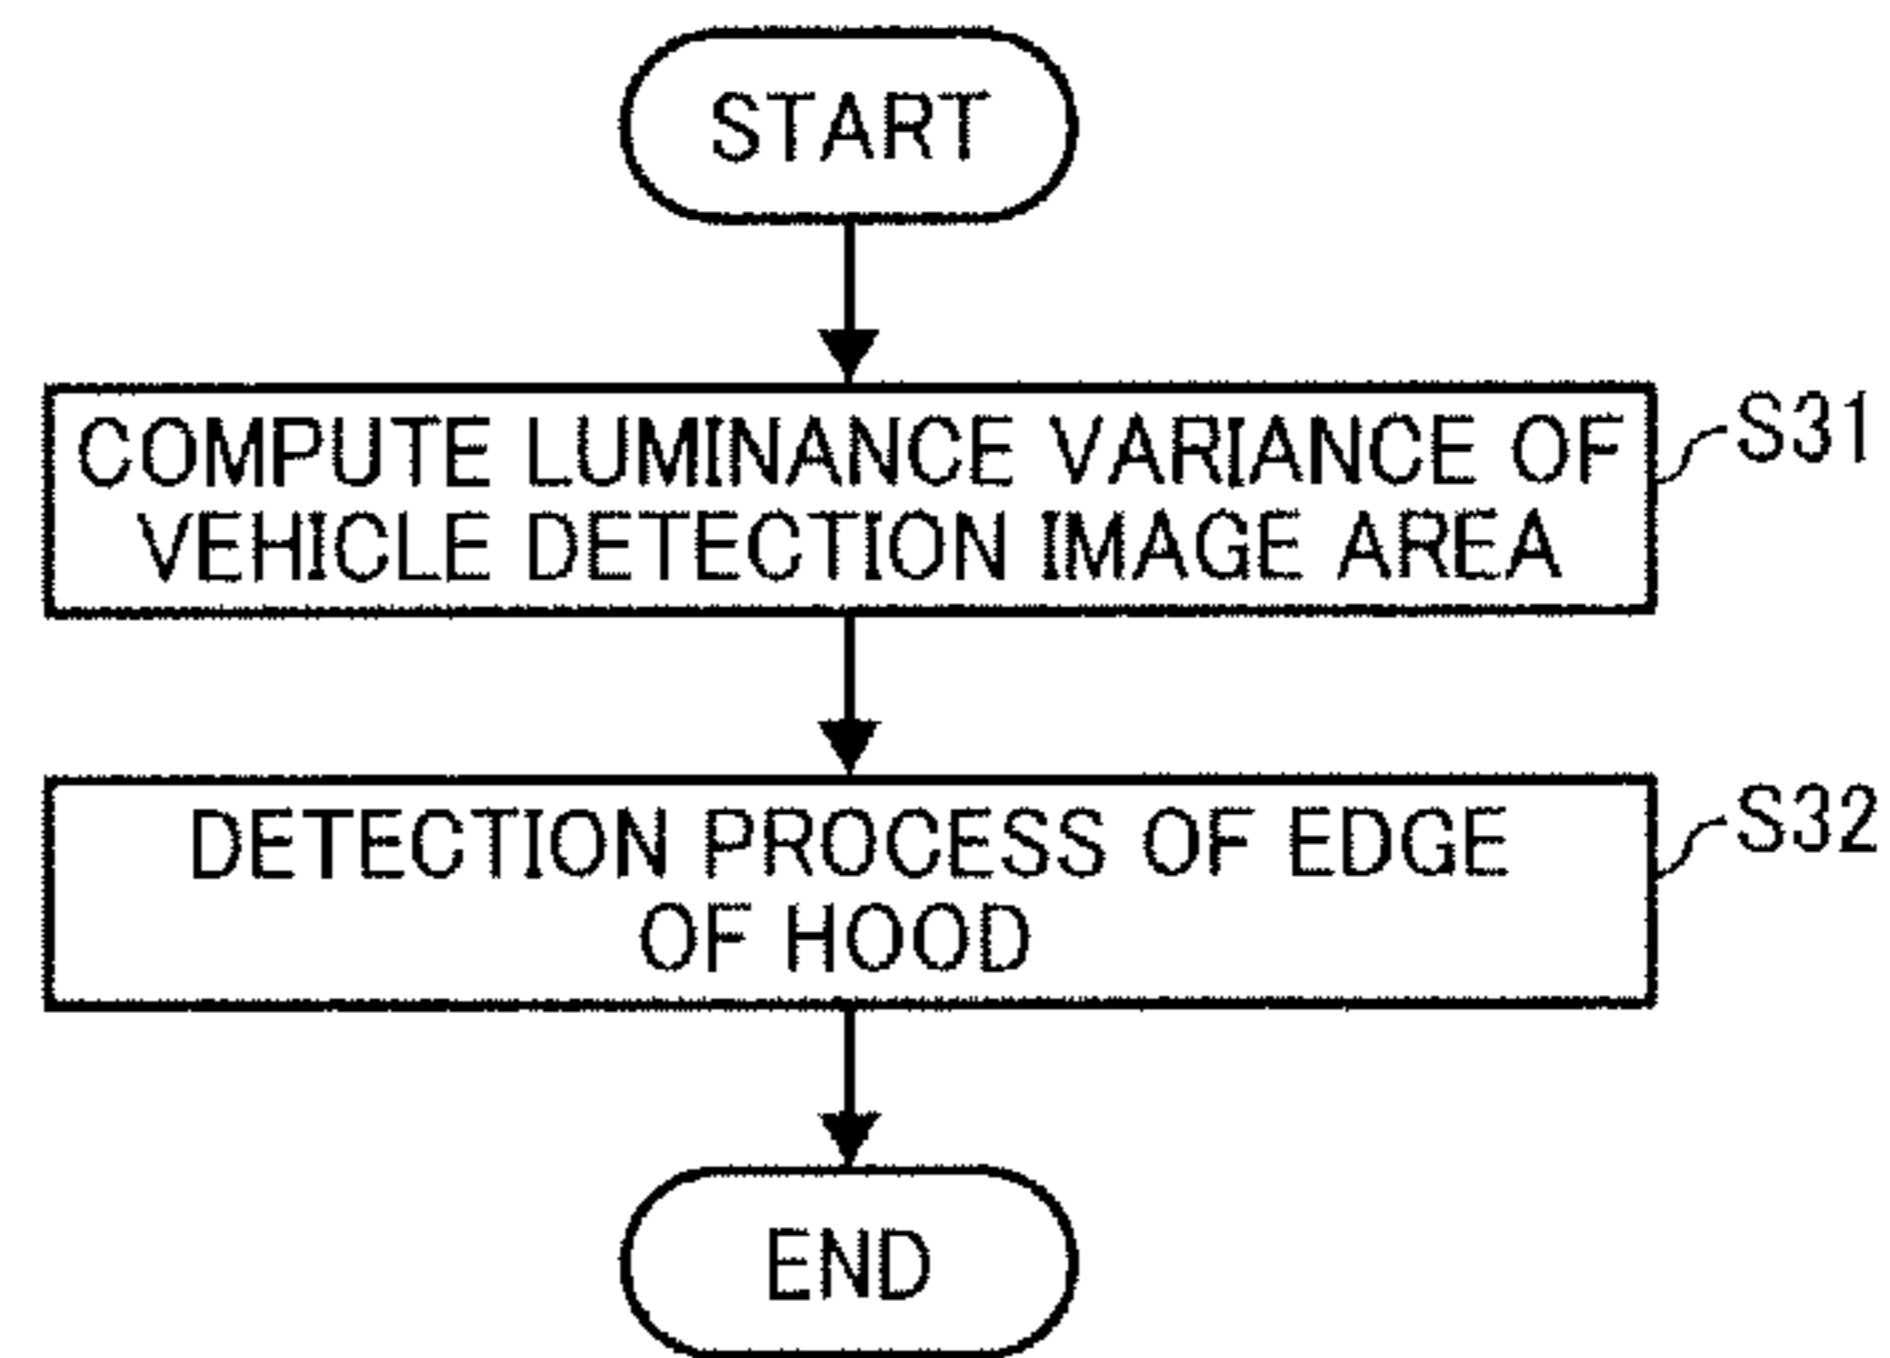 START
COMPUTE LUMINANCE VARIANCE OF
VEHICLE DETECTION IMAGE AREA
S31
DETECTION PROCESS OF EDGE
OF HOOD
S32
END